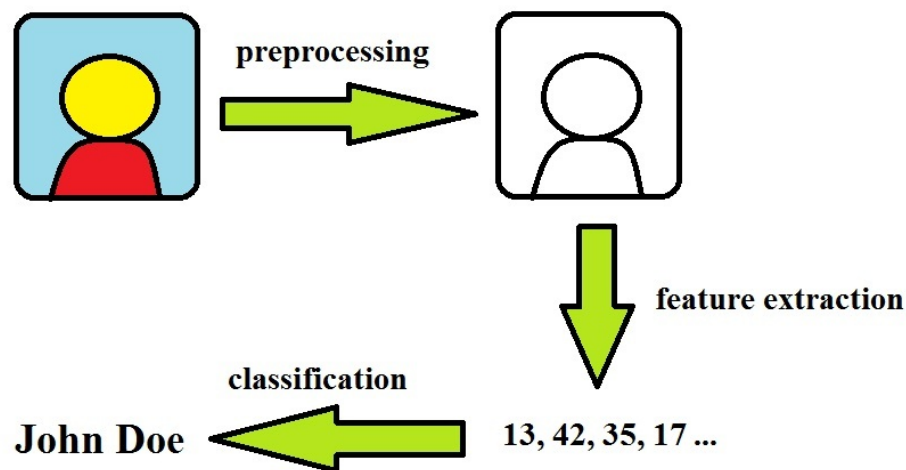 preprocessing
feature extraction
classification
13, 42, 35, 17 ...
John Doe